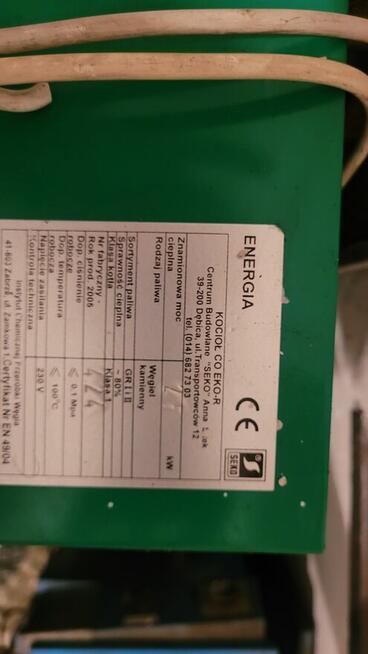 ENERGIA
CE
SEKO
KOCIOŁ CO EKO-R
Centrum Budowlane "SEKO" Anna
39-200 Dębica, ul.Transportowców 12
tel. (014) 682 73 03
Znamionowa moc cieplna kW
Rodzaj paliwa Węgiel kamienny
Sortyment paliwa GR I i II
Sprawność cieplna ~ 80%
Klasa kotła Klasa 1
Nr fabryczny 424
Rok prod. 2005
Dop. ciśnienie robocze ≤ 0,1 Mpa
Dop. temperatura robocza ≤ 100°C
Napięcie zasilania 230 V
Kontrola techniczna
Instytut Chemicznej Przeróbki Węgla
41-803 Zabrze ul. Zamkowa 1, Certyfikat Nr EN 49/04